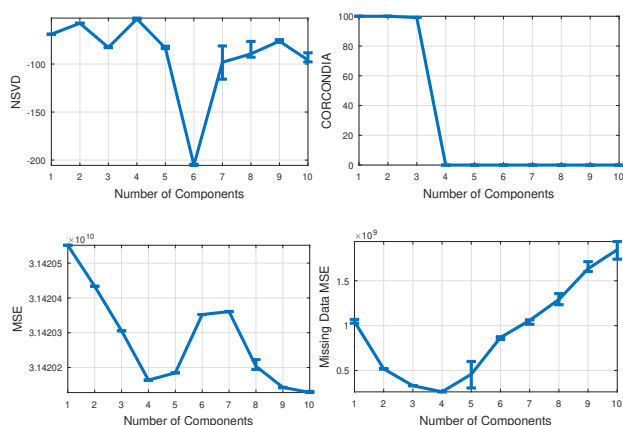 -100
-150
-200
NSVD
1 2 3 4 5 6 7 8 9 10
Number of Components
100
80
60
40
20
0
CORCONDIA
1 2 3 4 5 6 7 8 9 10
Number of Components
×10^10
3.14205
3.14204
3.14203
3.14202
MSE
1 2 3 4 5 6 7 8 9 10
Number of Components
×10^9
1.5
1
0.5
Missing Data MSE
1 2 3 4 5 6 7 8 9 10
Number of Components